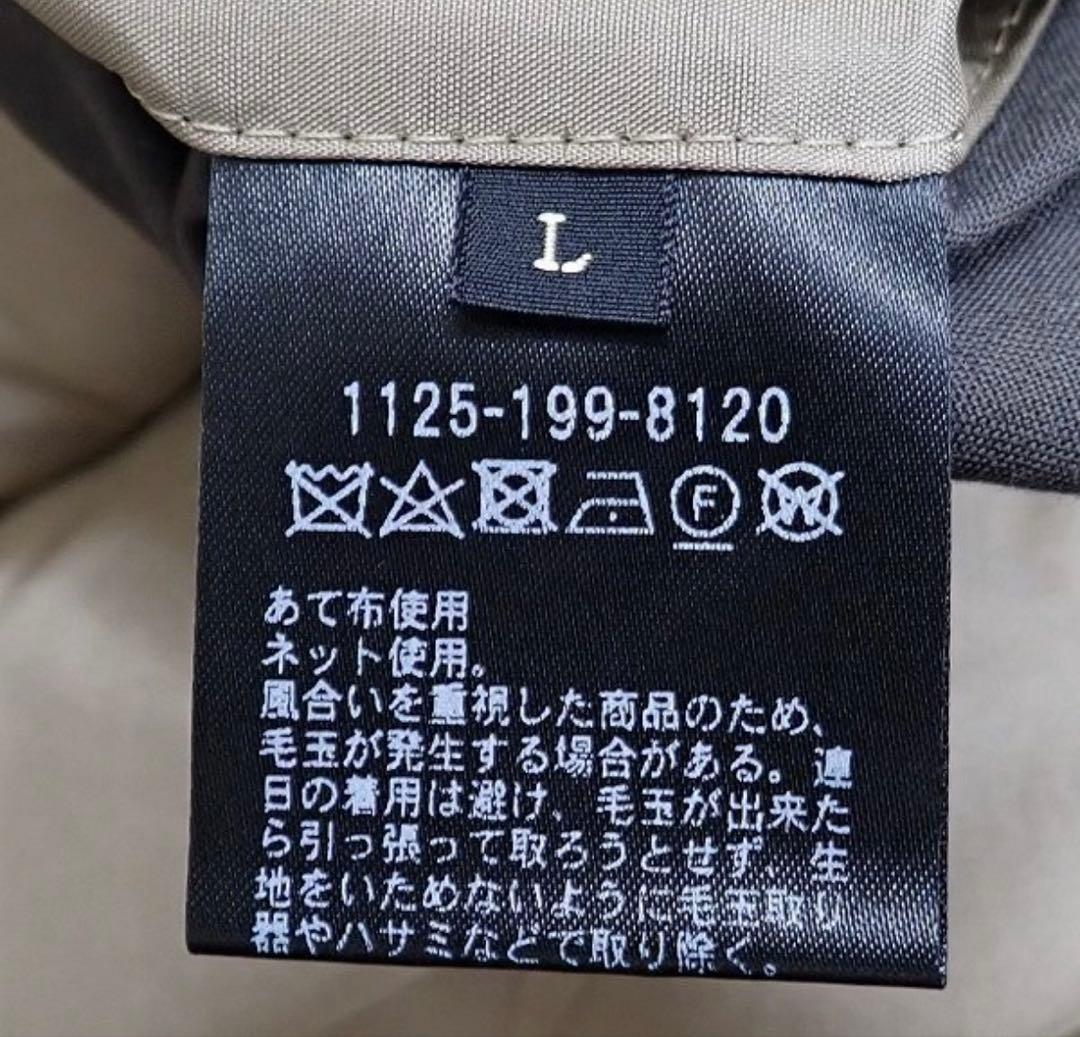 L
1125-199-8120
F W
あて布使用
ネット使用。
風合いを重視した商品のため、
毛玉が発生する場合がある。連
日の着用は避け、毛玉が出来た
ら引っ張って取ろうとせず、生
地をいためないように毛玉取り
器やハサミなどで取り除く。